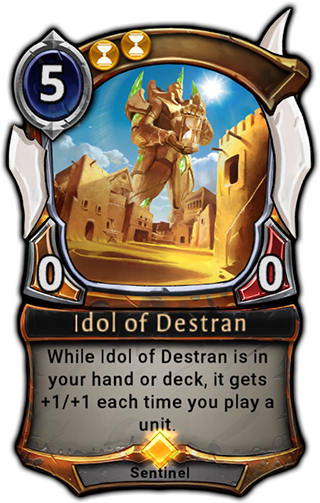 5
0
0
Idol of Destran
While Idol of Destran is in
your hand or deck, it gets
+1/+1 each time you play a
unit.
Sentinel